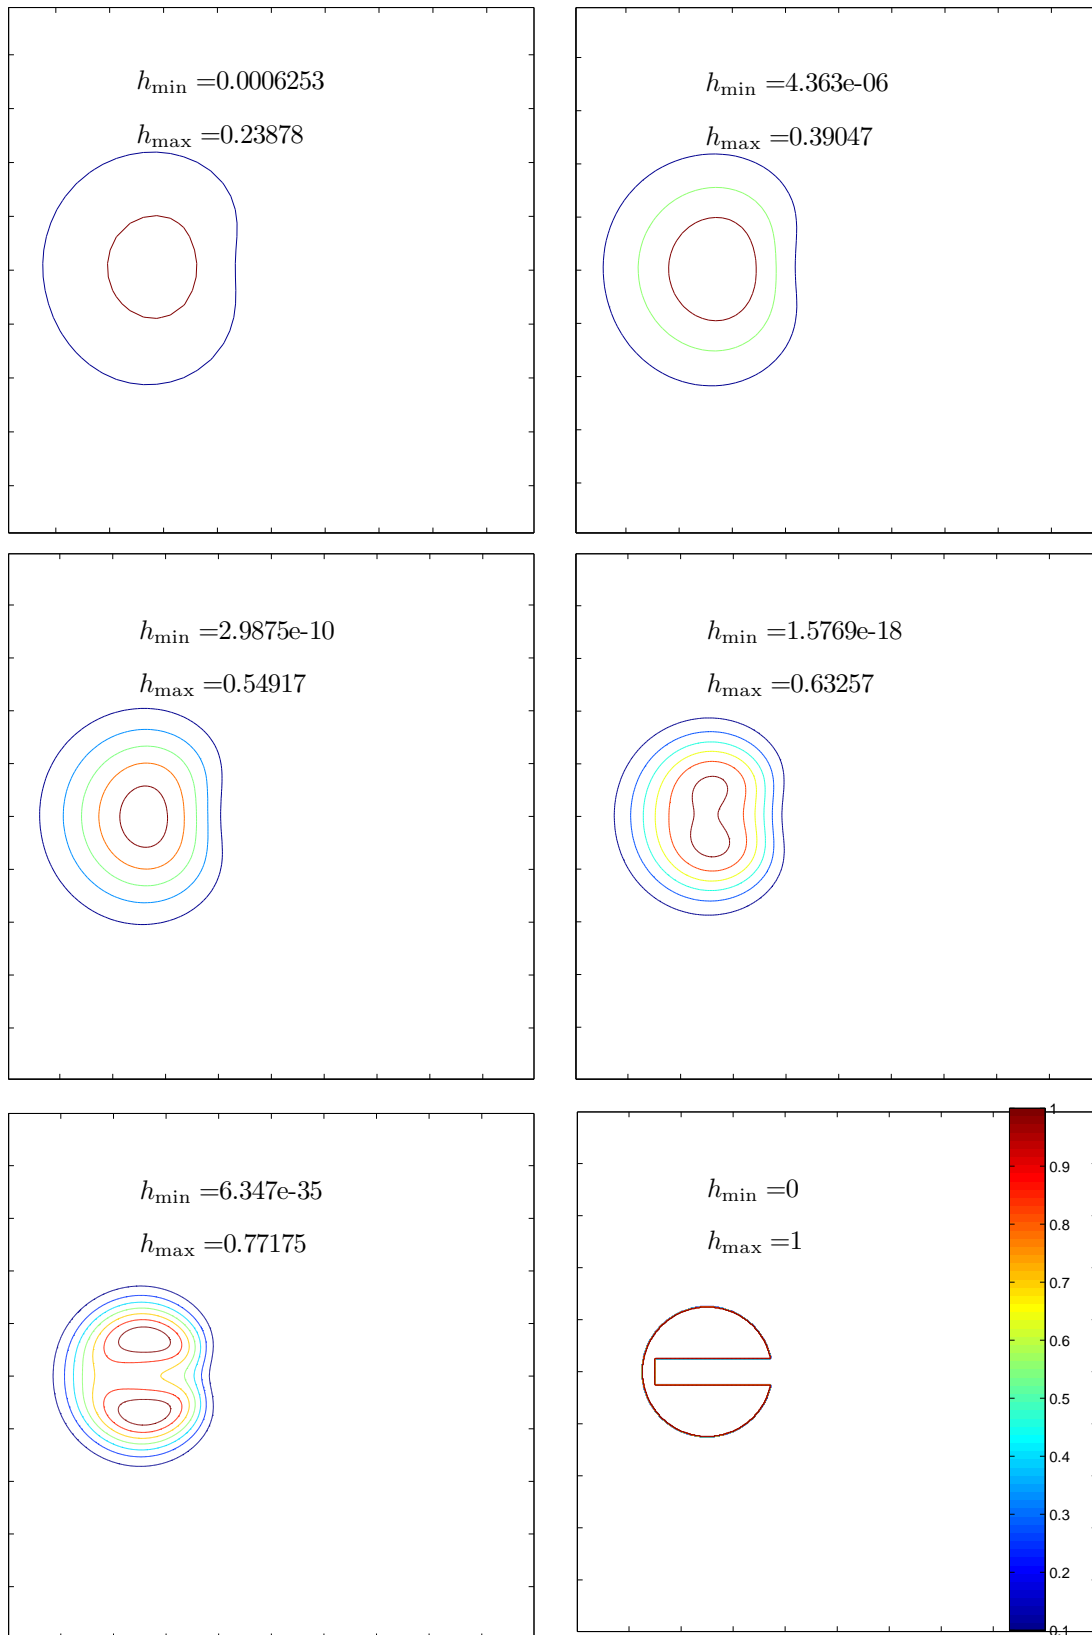 h_min =0.0006253
h_max =0.23878
h_min =4.363e-06
h_max =0.39047
h_min =2.9875e-10
h_max =0.54917
h_min =1.5769e-18
h_max =0.63257
h_min =6.347e-35
h_max =0.77175
h_min =0
h_max =1
1
0.9
0.8
0.7
0.6
0.5
0.4
0.3
0.2
0.1